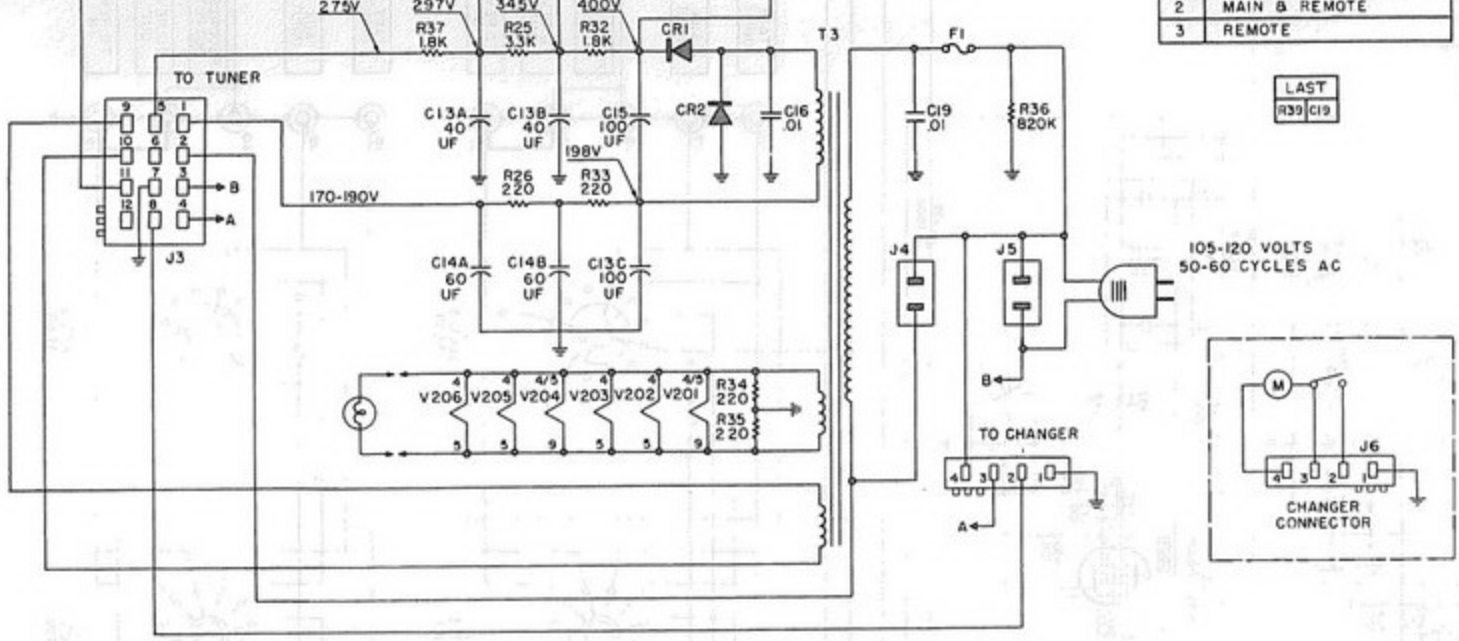 275V
297V
345V
400V
R37
1.8K
R25
3.3K
R32
1.8K
CR1
T3
F1
2 MAIN & REMOTE
3 REMOTE
LAST
R39 C19
TO TUNER
9 5 1
10 6 2
11 7 3
12 8 4
B
A
J3
C13A
40
UF
C13B
40
UF
C15
100
UF
CR2
C16
.01
C19
.01
R36
820K
198V
R26
220
R33
220
170-190V
C14A
60
UF
C14B
60
UF
C13C
100
UF
J4
J5
105-120 VOLTS
50-60 CYCLES AC
B
4 4 4/5 4 4 4/5
V206 V205 V204 V203 V202 V201
5 5 9 5 5 9
R34
220
R35
220
TO CHANGER
4 3 2 1
A
M
J6
4 3 2 1
CHANGER
CONNECTOR